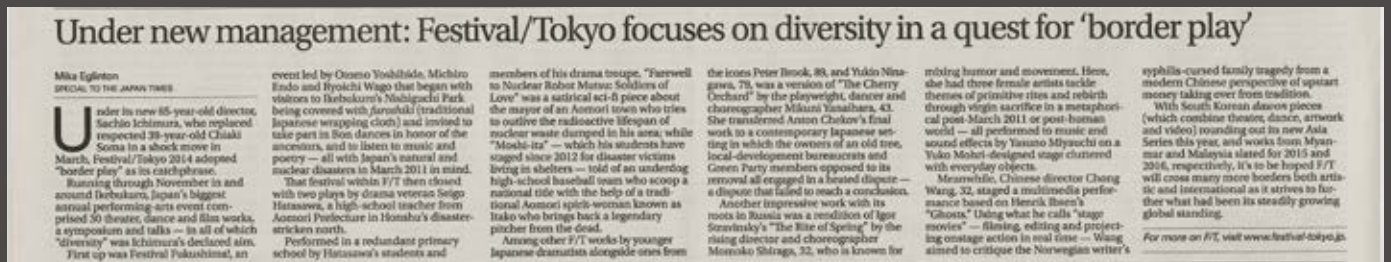 Under new management: Festival/Tokyo focuses on diversity in a quest for ‘border play’
Mika Eglinton
SPECIAL TO THE JAPAN TIMES
Under its new 65-year-old director,
Sachio Ichimura, who replaced
respected 39-year-old Chiaki
Soma in a shock move in
March, Festival/Tokyo 2014 adopted
"border play" as its catchphrase.
Running through November in and
around Ikebukuro, Japan's biggest
annual performing-arts event com-
prised 30 theater, dance and film works,
a symposium and talks — in all of which
"diversity" was Ichimura's declared aim.
First up was Festival Fukushima!, an
event led by Otomo Yoshihide, Michiro
Endo and Ryoichi Wago that began with
visitors to Ikebukuro's Nishiguchi Park
being covered with furoshiki (traditional
Japanese wrapping cloth) and invited to
take part in Bon dances in honor of the
ancestors, and to listen to music and
poetry — all with Japan's natural and
nuclear disasters in March 2011 in mind.
That festival within F/T then closed
with two plays by drama veteran Seigo
Hatasawa, a high-school teacher from
Aomori Prefecture in Honshu's disaster-
stricken north.
Performed in a redundant primary
school by Hatasawa's students and
members of his drama troupe, "Farewell
to Nuclear Robot Mutsu: Soldiers of
Love" was a satirical sci-fi piece about
the mayor of an Aomori town who tries
to outlive the radioactive lifespan of
nuclear waste dumped in his area; while
"Moshi-ita" — which his students have
staged since 2012 for disaster victims
living in shelters — told of an underdog
high-school baseball team who scoop a
national title with the help of a tradi-
tional Aomori spirit-woman known as
Itako who brings back a legendary
pitcher from the dead.
Among other F/T works by younger
Japanese dramatists alongside ones from
the icons Peter Brook, 89, and Yukio Nina-
gawa, 79, was a version of "The Cherry
Orchard" by the playwright, dancer and
choreographer Mikuni Yanaihara, 43.
She transferred Anton Chekov's final
work to a contemporary Japanese set-
ting in which the owners of an old tree,
local-development bureaucrats and
Green Party members opposed to its
removal all engaged in a heated dispute —
a dispute that failed to reach a conclusion.
Another impressive work with its
roots in Russia was a rendition of Igor
Stravinsky's "The Rite of Spring" by the
rising director and choreographer
Momoko Shiraga, 32, who is known for
mixing humor and movement. Here,
she had three female artists tackle
themes of primitive rites and rebirth
through virgin sacrifice in a metaphori-
cal post-March 2011 or post-human
world — all performed to music and
sound effects by Yasuno Miyauchi on a
Yuko Mohri-designed stage cluttered
with everyday objects.
Meanwhile, Chinese director Chong
Wang, 32, staged a multimedia perfor-
mance based on Henrik Ibsen's
"Ghosts." Using what he calls "stage
movies" — filming, editing and project-
ing onstage action in real time — Wang
aimed to critique the Norwegian writer's
syphilis-cursed family tragedy from a
modern Chinese perspective of upstart
money taking over from tradition.
With South Korean dawon pieces
(which combine theater, dance, artwork
and video) rounding out its new Asia
Series this year, and works from Myan-
mar and Malaysia slated for 2015 and
2016, respectively, it's to be hoped F/T
will cross many more borders both artis-
tic and international as it strives to fur-
ther what had been its steadily growing
global standing.
For more on F/T, visit www.festival-tokyo.jp.